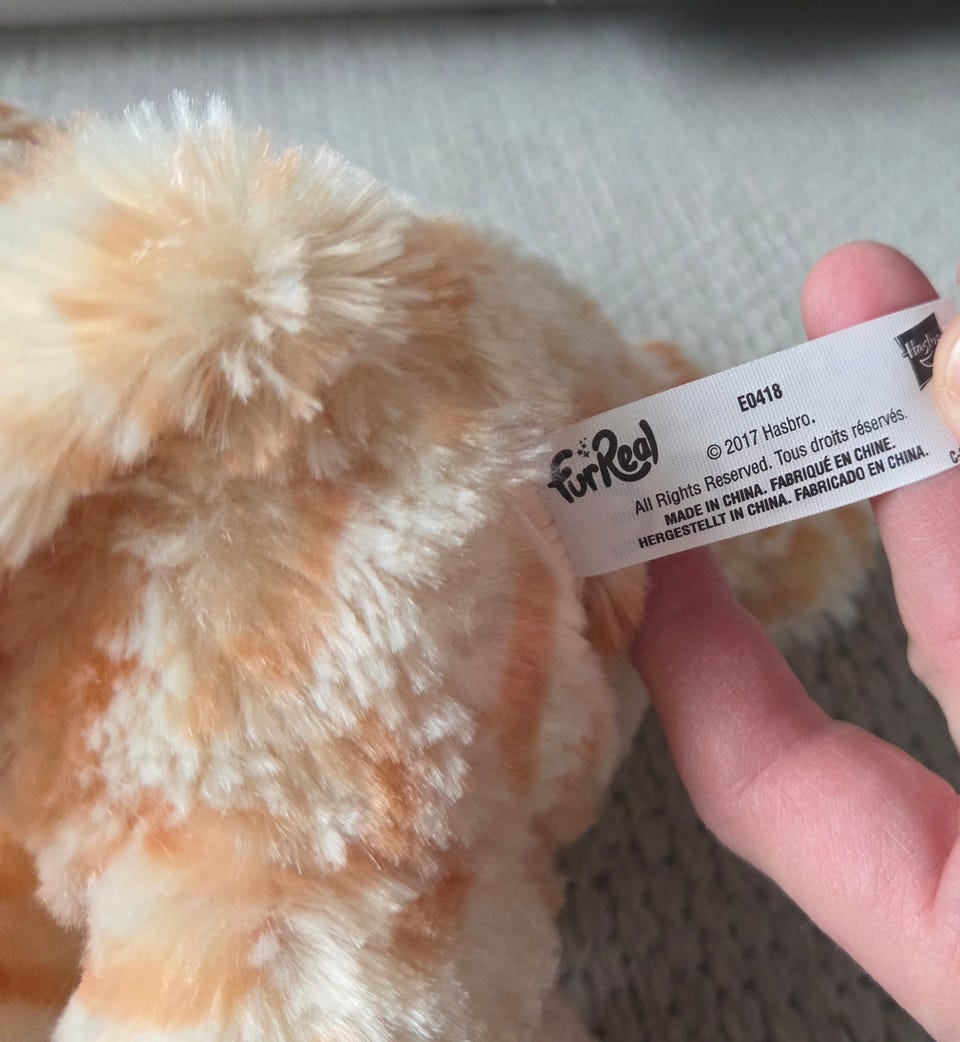 E0418
FurReal
© 2017 Hasbro.
All Rights Reserved. Tous droits réservés.
MADE IN CHINA. FABRIQUÉ EN CHINE.
HERGESTELLT IN CHINA. FABRICADO EN CHINA.
Hasbro